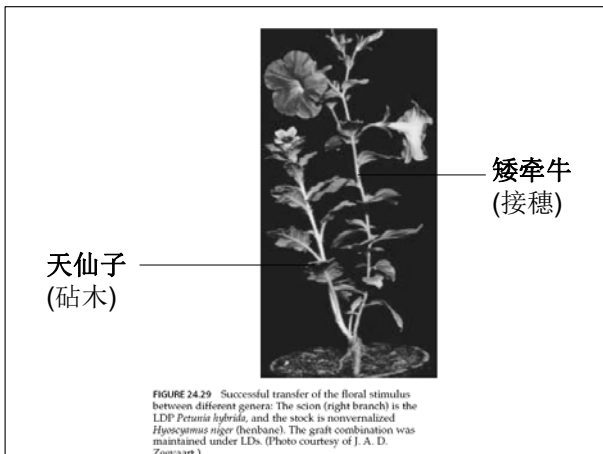 矮牵牛
(接穗)
天仙子
(砧木)
FIGURE 24.29 Successful transfer of the floral stimulus
between different genera: The scion (right branch) is the
LDP Petunia hybrida, and the stock is nonvernalized
Hyoscyamus niger (henbane). The graft combination was
maintained under LDs. (Photo courtesy of J. A. D.